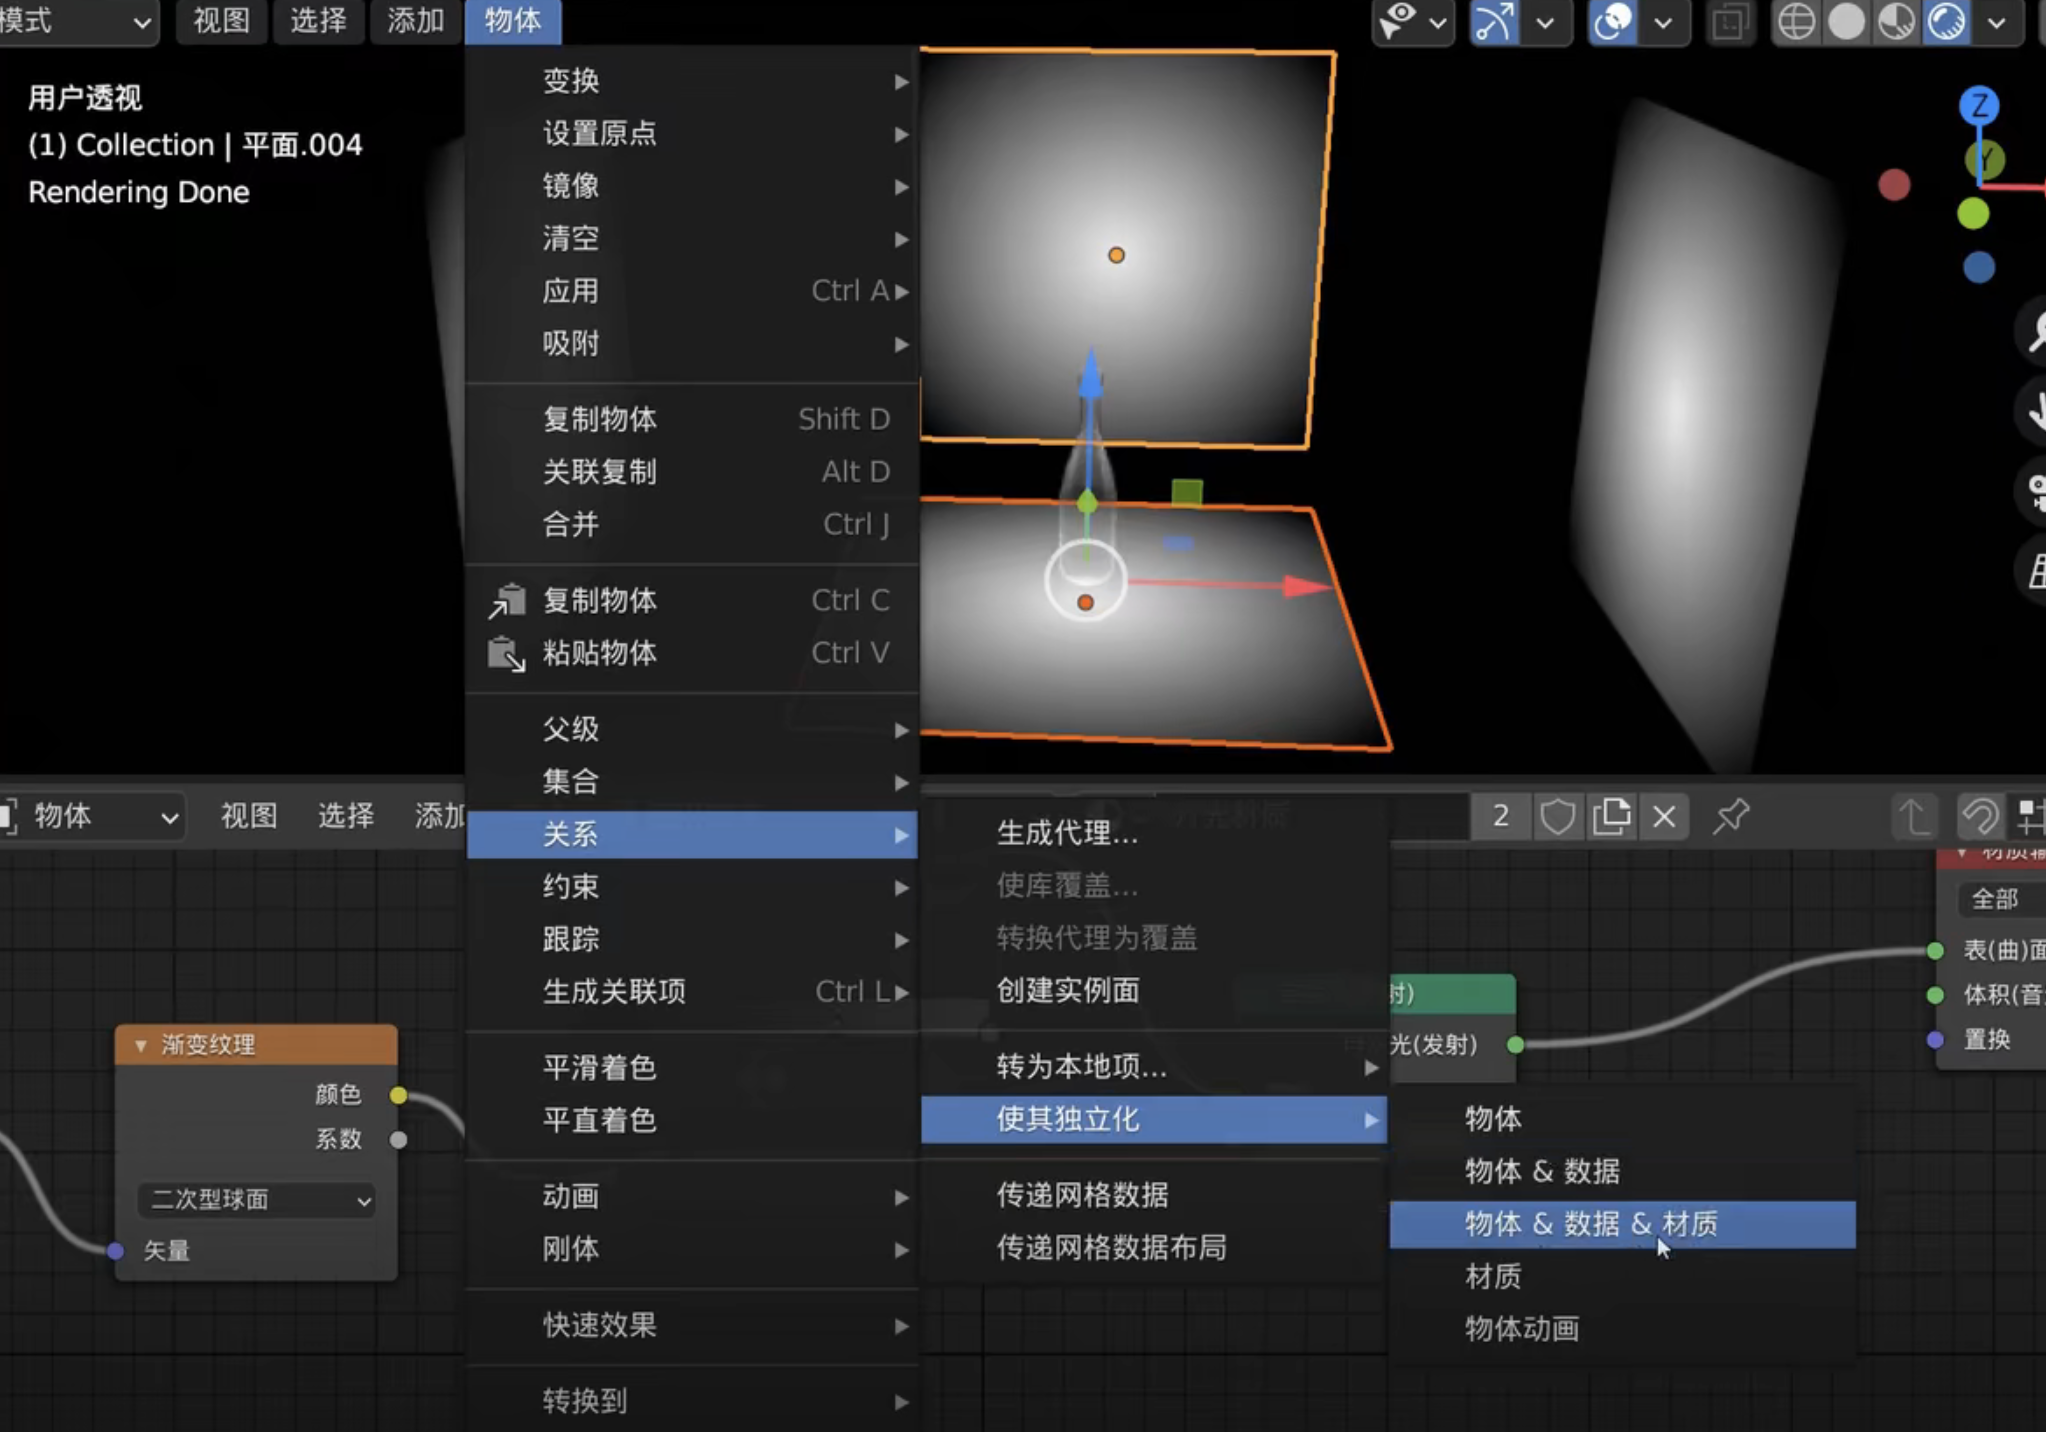 模式
视图
选择
添加
物体
用户透视
(1) Collection | 平面.004
Rendering Done
Z
Y
变换
设置原点
镜像
清空
应用 Ctrl A
吸附
复制物体 Shift D
关联复制 Alt D
合并 Ctrl J
复制物体 Ctrl C
粘贴物体 Ctrl V
父级
集合
关系
约束
跟踪
生成关联项 Ctrl L
平滑着色
平直着色
动画
刚体
快速效果
转换到
生成代理...
使库覆盖...
转换代理为覆盖
创建实例面
转为本地项...
使其独立化
传递网格数据
传递网格数据布局
物体
物体 & 数据
物体 & 数据 & 材质
材质
物体动画
物体
视图
选择
添加
2
渐变纹理
颜色
系数
二次型球面
矢量
射)
光(发射)
材质输
全部
表(曲)面
体积(音
置换